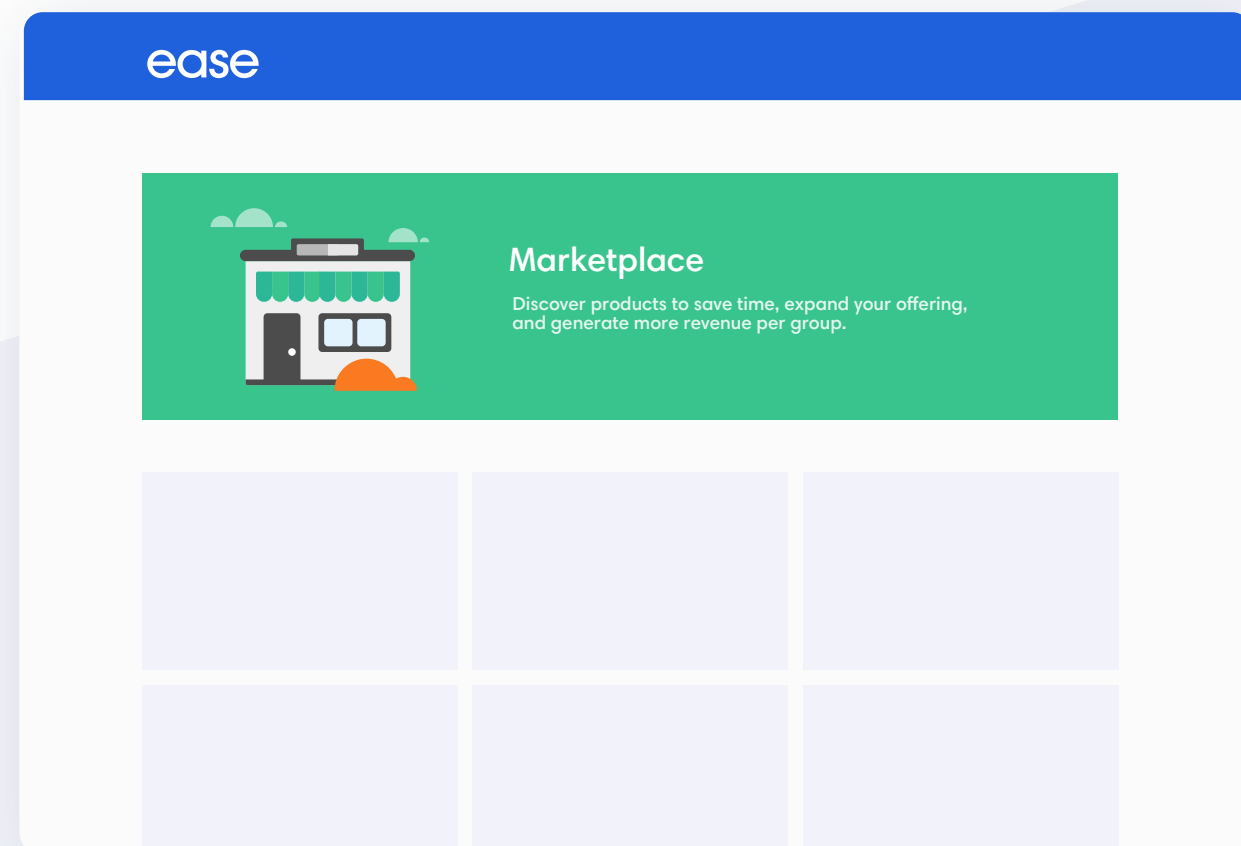 ease
Marketplace
Discover products to save time, expand your offering,
and generate more revenue per group.